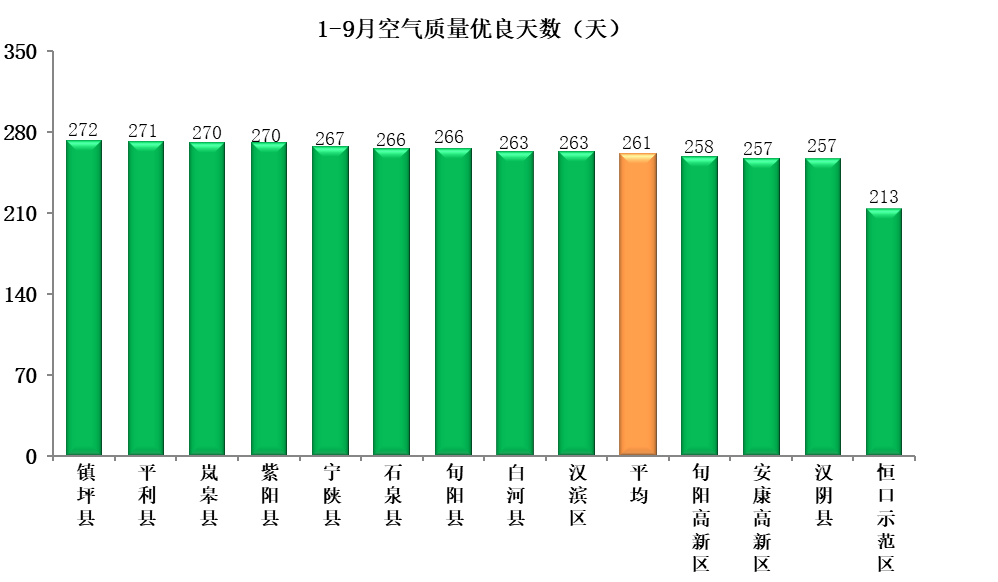 1-9月空气质量优良天数（天）
350
280
210
140
70
0
272
271
270
270
267
266
266
263
263
261
258
257
257
213
镇坪县
平利县
岚皋县
紫阳县
宁陕县
石泉县
旬阳县
白河县
汉滨区
平均
旬阳高新区
安康高新区
汉阴县
恒口示范区